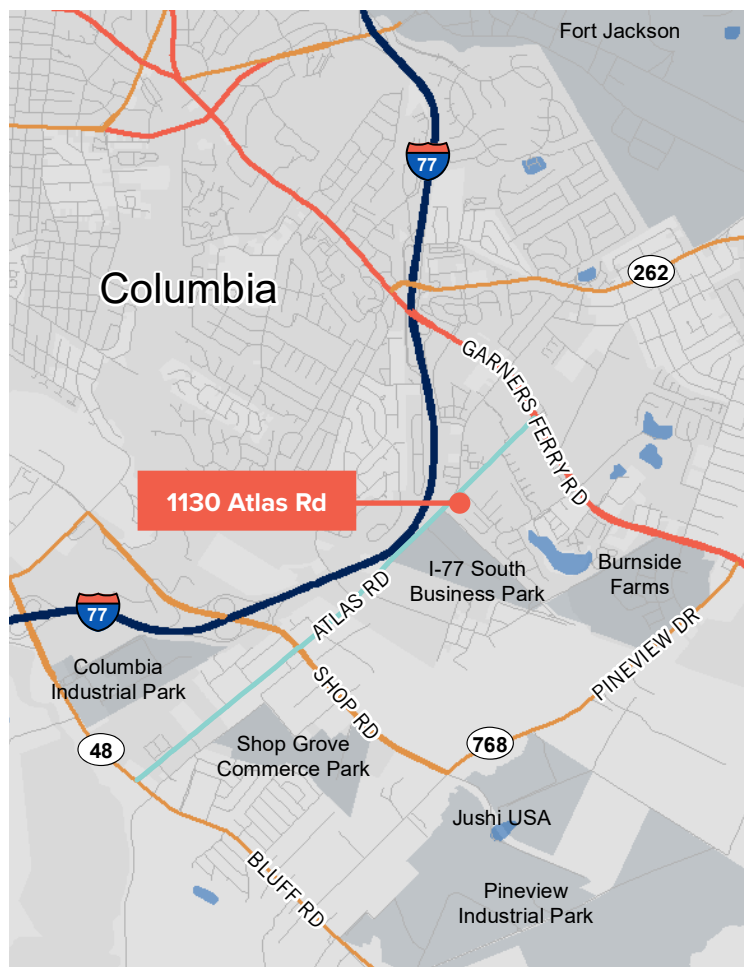 Fort Jackson
77
262
Columbia
GARNERS FERRY RD
1130 Atlas Rd
I-77 South
Business Park
Burnside
Farms
77
ATLAS RD
PINEVIEW DR
Columbia
Industrial Park
SHOP RD
48
Shop Grove
Commerce Park
768
Jushi USA
BLUFF RD
Pineview
Industrial Park